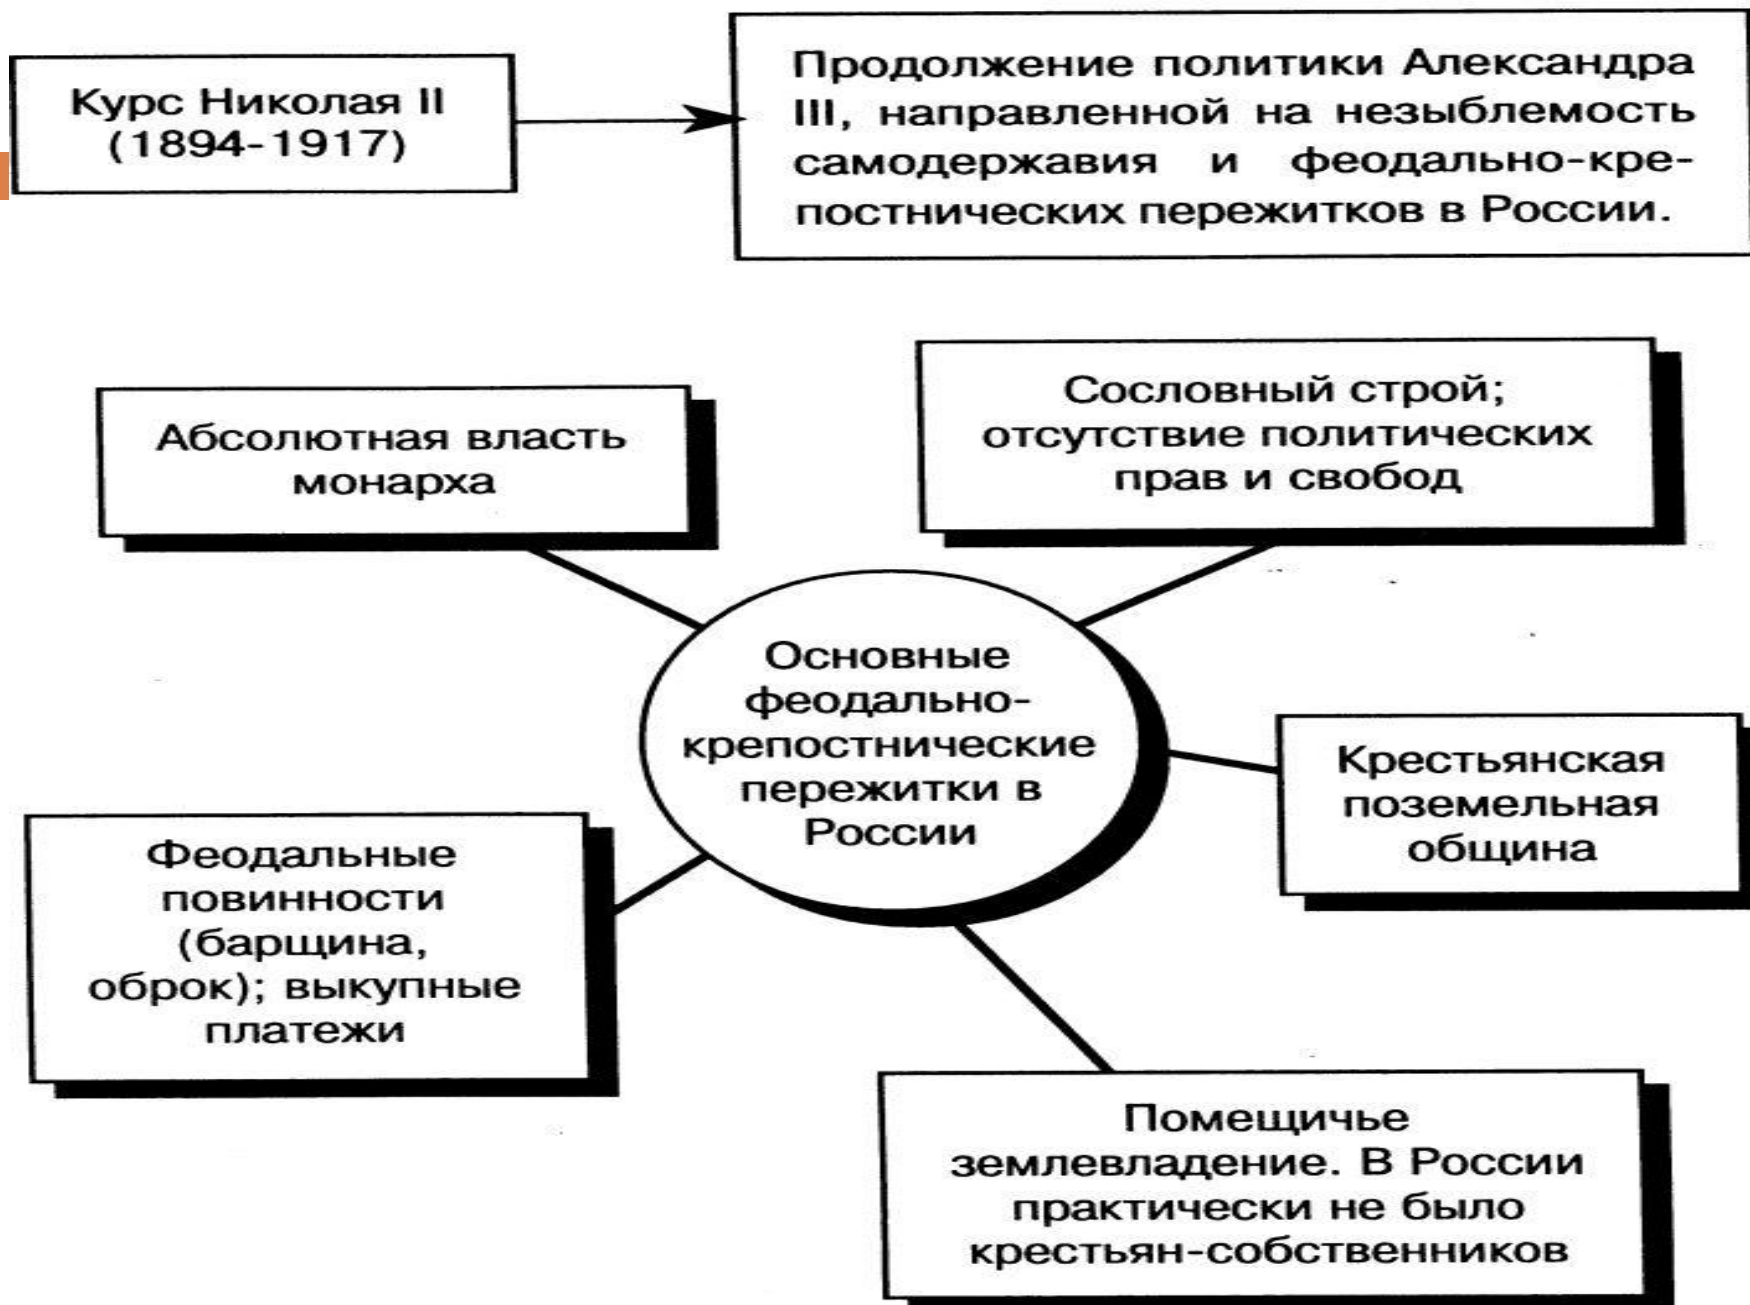 Курс Николая II
(1894-1917)
Продолжение политики Александра
III, направленной на незыблемость
самодержавия и феодально-кре-
постнических пережитков в России.
Абсолютная власть
монарха
Сословный строй;
отсутствие политических
прав и свобод
Основные
феодально-
крепостнические
пережитки в
России
Крестьянская
поземельная
община
Феодальные
повинности
(барщина,
оброк); выкупные
платежи
Помещичье
землевладение. В России
практически не было
крестьян-собственников